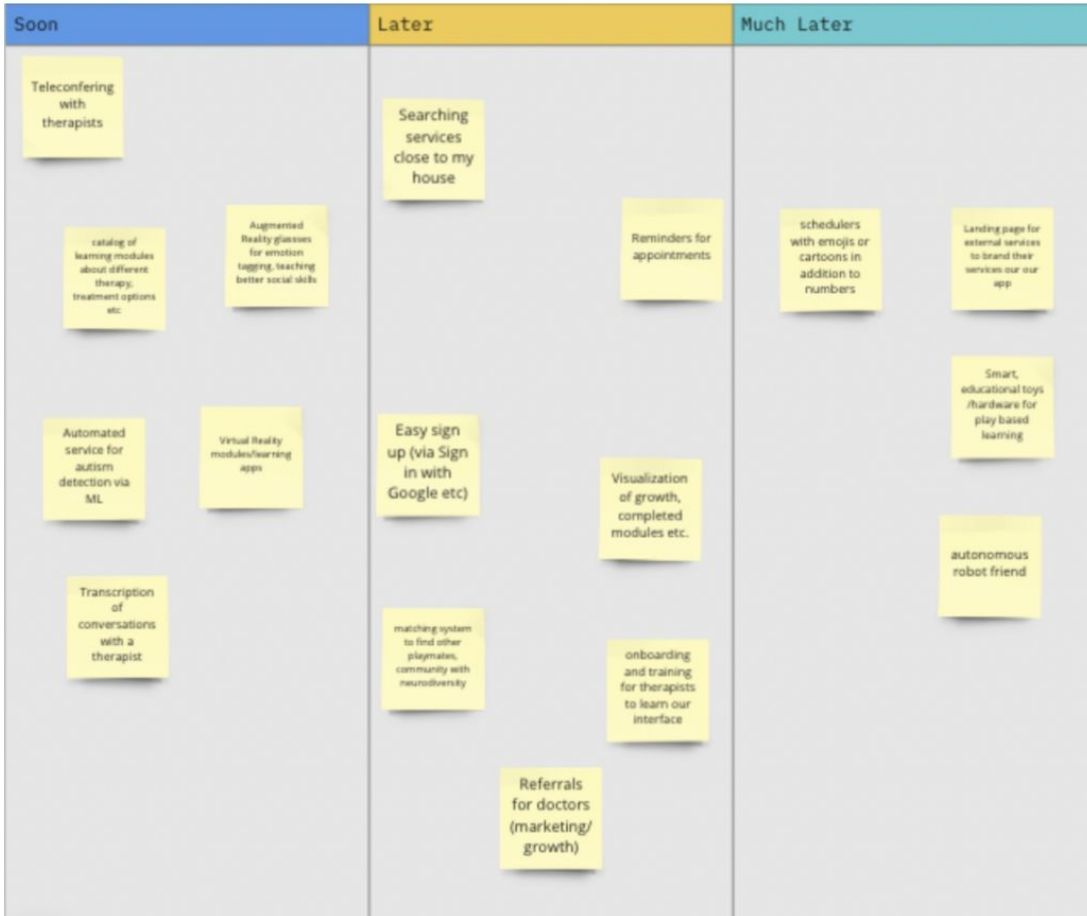 Soon
Later
Much Later
Teleconfering
with
therapists
catalog of
learning modules
about different
therapy,
treatment options
etc
Augmented
Reality glassses
for emotion
tagging, teaching
better social skills
Automated
service for
autism
detection via
ML
Virtual Reality
modules/learning
apps
Transcription
of
conversations
with a
therapist
Searching
services
close to my
house
Reminders for
appointments
Easy sign
up (via Sign
in with
Google etc)
Visualization
of growth,
completed
modules etc.
matching system
to find other
playmates,
community with
neurodiversity
onboarding
and training
for therapists
to learn our
interface
Referrals
for doctors
(marketing/
growth)
schedulers
with emojis or
cartoons in
addition to
numbers
Landing page for
external services
to brand their
services our our
app
Smart,
educational toys
/hardware for
play based
learning
autonomous
robot friend